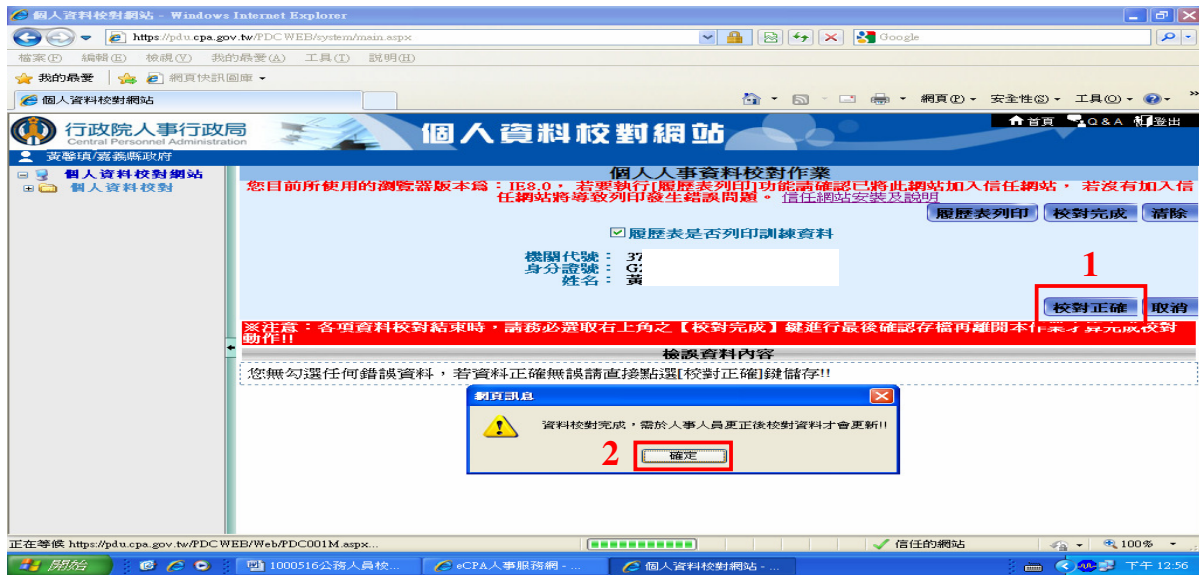 個人資料校對網站 - Windows Internet Explorer
https://pdu.cpa.gov.tw/PDCWEB/system/main.aspx
Google
檔案(F) 編輯(E) 檢視(V) 我的最愛(A) 工具(T) 說明(H)
我的最愛 網頁快訊圖庫
個人資料校對網站
網頁(P) 安全性(S) 工具(O) »
行政院人事行政局
Central Personnel Administration
個人資料校對網站
首頁 Q&A 登出
黃馨瑱/嘉義縣政府
個人資料校對網站
個人資料校對
個人人事資料校對作業
您目前所使用的瀏覽器版本為：IE8.0， 若要執行[履歷表列印]功能請確認已將此網站加入信任網站， 若沒有加入信
任網站將導致列印發生錯誤問題。 信任網站安裝及說明
履歷表列印 校對完成 清除
履歷表是否列印訓練資料
機關代號： 37
身分證號： G2
姓名： 黃
1
校對正確 取消
※注意：各項資料校對結束時，請務必選取右上角之【校對完成】鍵進行最後確認存檔再離開本作業才算完成校對
動作!!
檢誤資料內容
您無勾選任何錯誤資料，若資料正確無誤請直接點選[校對正確]鍵儲存!!
網頁訊息
資料校對完成，需於人事人員更正後校對資料才會更新!!
2 確定
正在等候 https://pdu.cpa.gov.tw/PDCWEB/Web/PDC001M.aspx...
信任的網站
100%
開始
1000516公務人員校...
eCPA人事服務網 - ...
個人資料校對網站 - ...
下午 12:56